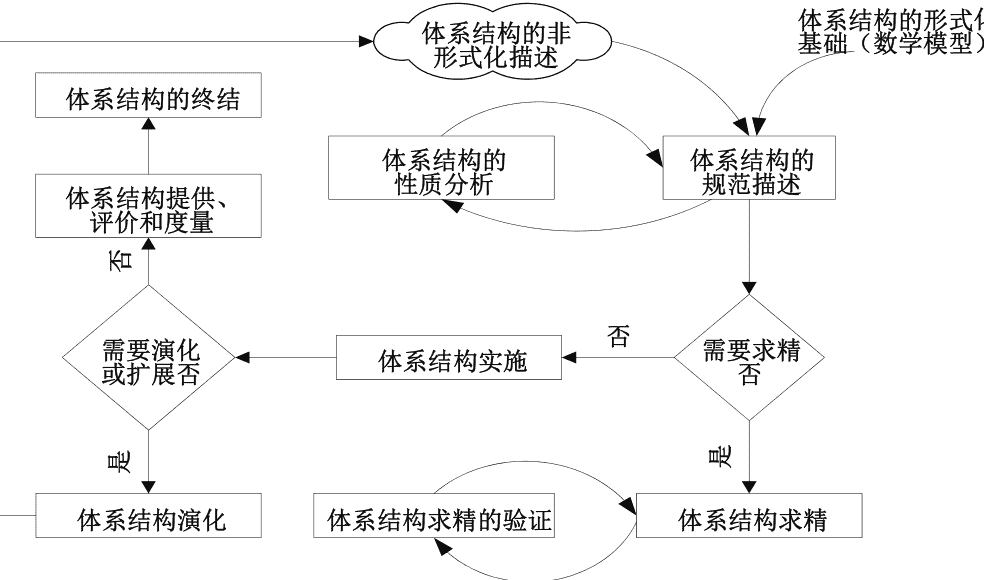 体系结构的非
形式化描述
体系结构的形式化
基础（数学模型）
体系结构的终结
体系结构的
性质分析
体系结构的
规范描述
体系结构提供、
评价和度量
否
需要演化
或扩展否
体系结构实施
否
需要求精
否
是
是
体系结构演化
体系结构求精的验证
体系结构求精